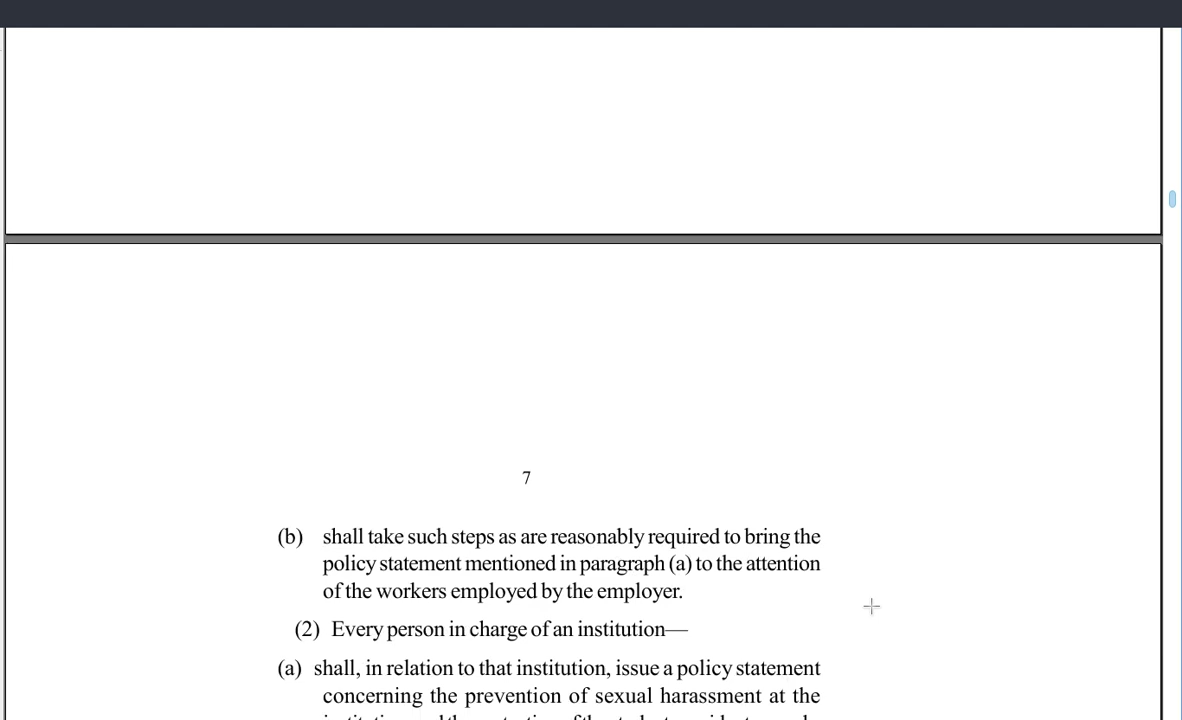 7
(b) shall take such steps as are reasonably required to bring the
policy statement mentioned in paragraph (a) to the attention
of the workers employed by the employer.
(2) Every person in charge of an institution—
(a) shall, in relation to that institution, issue a policy statement
concerning the prevention of sexual harassment at the